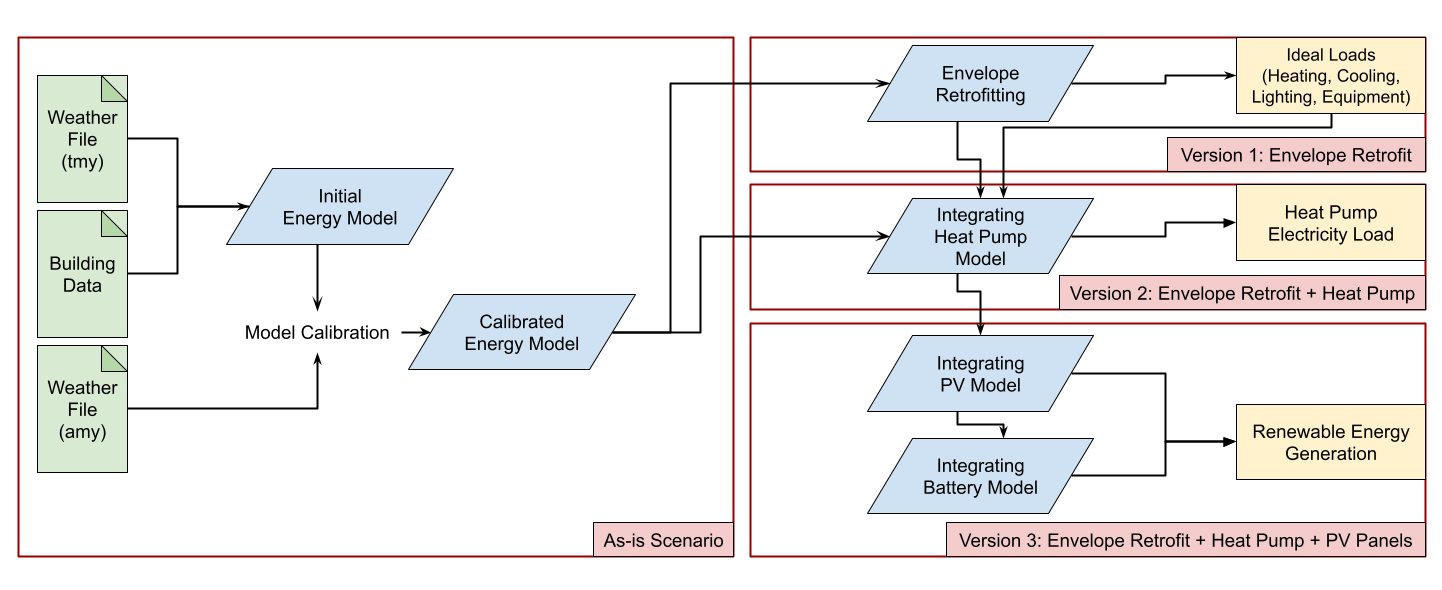 Weather
File
(tmy)
Building
Data
Weather
File
(amy)
Initial
Energy Model
Model Calibration
Calibrated
Energy Model
As-is Scenario
Envelope
Retrofitting
Ideal Loads
(Heating, Cooling,
Lighting, Equipment)
Version 1: Envelope Retrofit
Integrating
Heat Pump
Model
Heat Pump
Electricity Load
Version 2: Envelope Retrofit + Heat Pump
Integrating
PV Model
Integrating
Battery Model
Renewable Energy
Generation
Version 3: Envelope Retrofit + Heat Pump + PV Panels